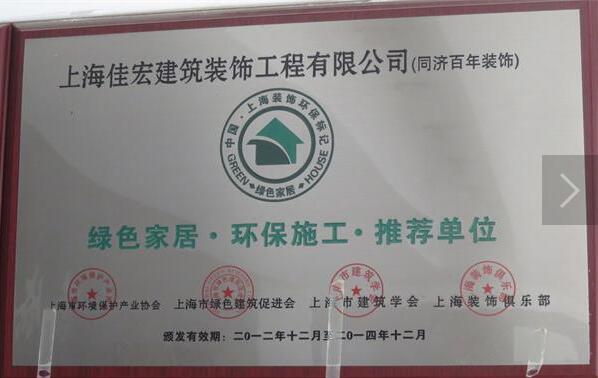 上海佳宏建筑装饰工程有限公司(同济百年装饰)
中国·上海装饰环保标记
GREEN HOUSE
绿色家居
绿色家居·环保施工·推荐单位
上海市环境保护产业协会 上海市绿色建筑促进会 上海市建筑学会 上海装饰俱乐部
颁发有效期:二〇一二年十二月至二〇一四年十二月